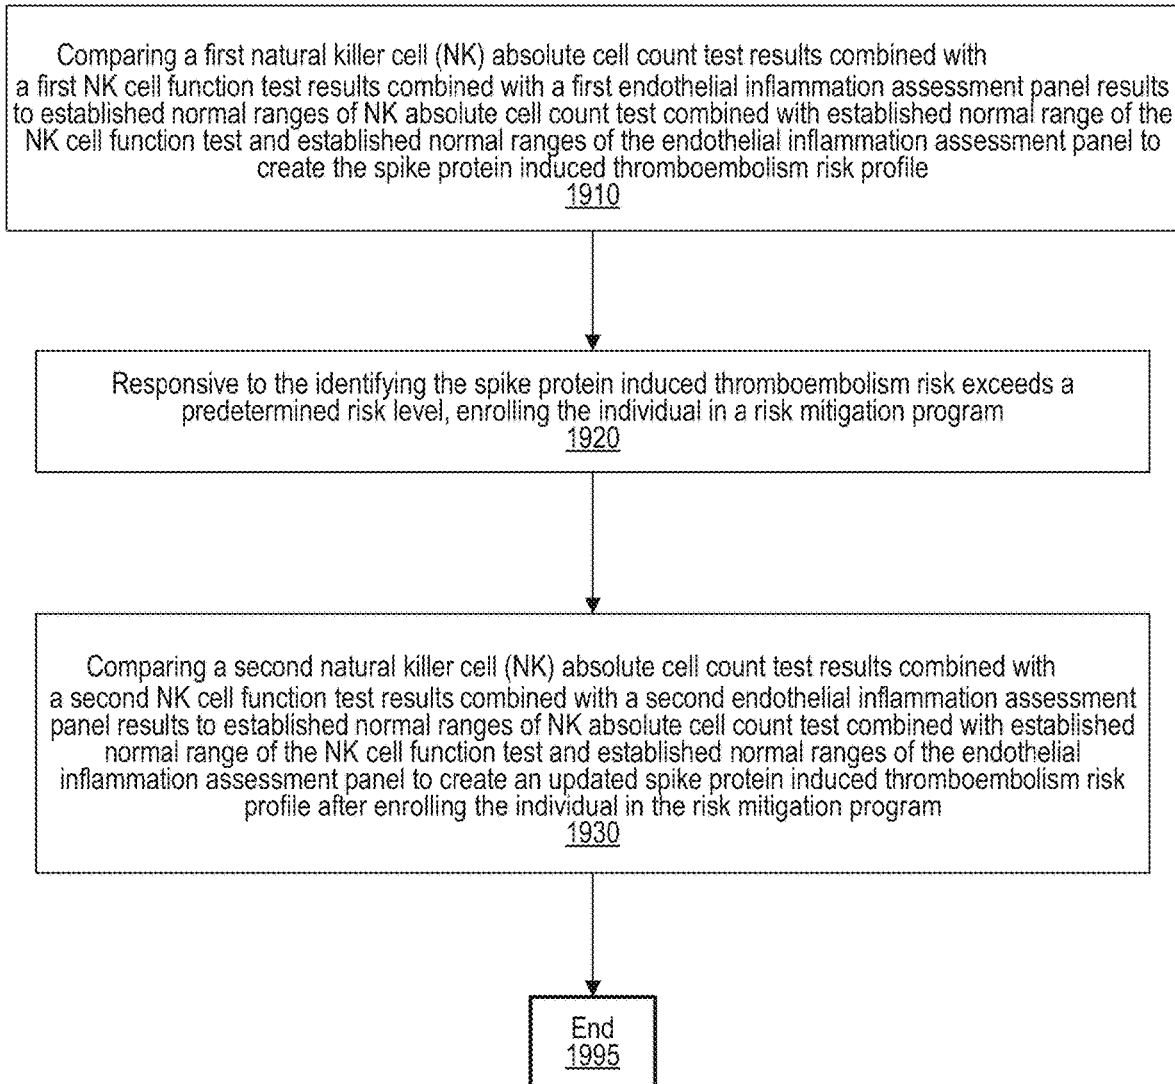 Comparing a first natural killer cell (NK) absolute cell count test results combined with
a first NK cell function test results combined with a first endothelial inflammation assessment panel results
to established normal ranges of NK absolute cell count test combined with established normal range of the
NK cell function test and established normal ranges of the endothelial inflammation assessment panel to
create the spike protein induced thromboembolism risk profile
1910
Responsive to the identifying the spike protein induced thromboembolism risk exceeds a
predetermined risk level, enrolling the individual in a risk mitigation program
1920
Comparing a second natural killer cell (NK) absolute cell count test results combined with
a second NK cell function test results combined with a second endothelial inflammation assessment
panel results to established normal ranges of NK absolute cell count test combined with established
normal range of the NK cell function test and established normal ranges of the endothelial
inflammation assessment panel to create an updated spike protein induced thromboembolism risk
profile after enrolling the individual in the risk mitigation program
1930
End
1995